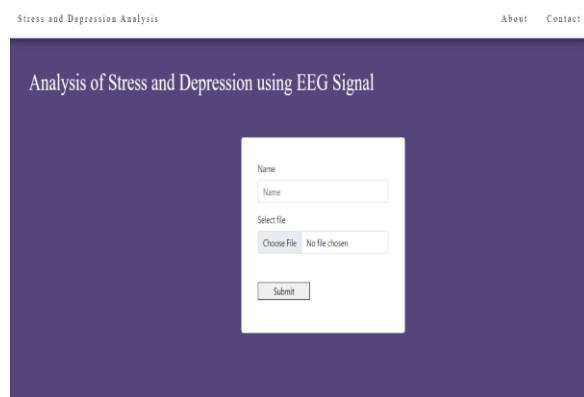 Stress and Depression Analysis About Contact
Analysis of Stress and Depression using EEG Signal
Name
Name
Select file
Choose File No file chosen
Submit